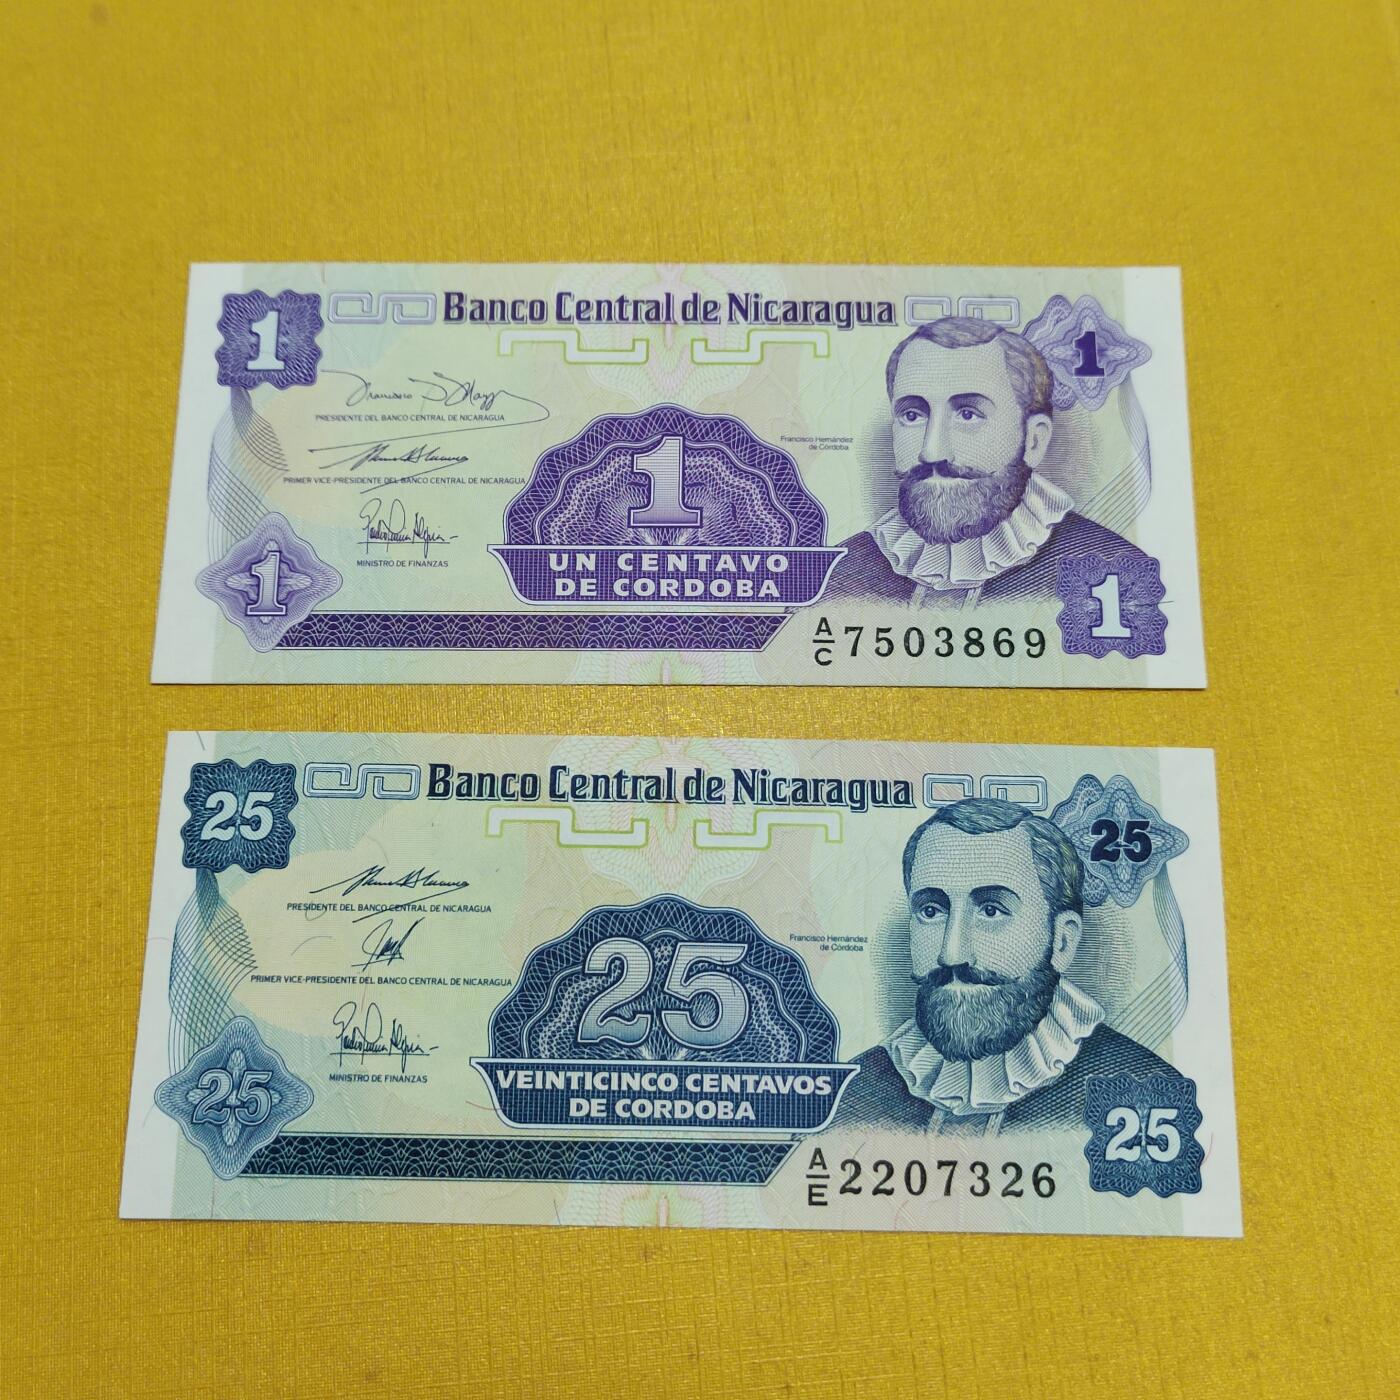 1
Banco Central de Nicaragua
1
PRESIDENTE DEL BANCO CENTRAL DE NICARAGUA
Francisco Hernández
de Córdoba
PRIMER VICE-PRESIDENTE DEL BANCO CENTRAL DE NICARAGUA
1
MINISTRO DE FINANZAS
UN CENTAVO
DE CORDOBA
1
1
A/C 7503869
25
Banco Central de Nicaragua
25
PRESIDENTE DEL BANCO CENTRAL DE NICARAGUA
Francisco Hernández
de Córdoba
PRIMER VICE-PRESIDENTE DEL BANCO CENTRAL DE NICARAGUA
25
MINISTRO DE FINANZAS
VEINTICINCO CENTAVOS
DE CORDOBA
25
25
A/E 2207326